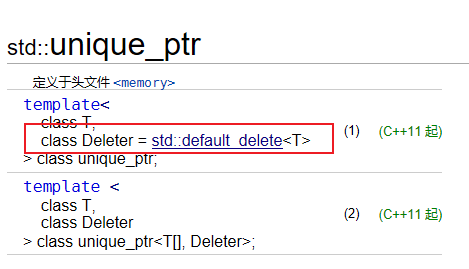 std::unique_ptr
定义于头文件 <memory>
template<
class T,
class Deleter = std::default_delete<T>
> class unique_ptr;
(1)
(C++11 起)
template <
class T,
class Deleter
> class unique_ptr<T[], Deleter>;
(2)
(C++11 起)